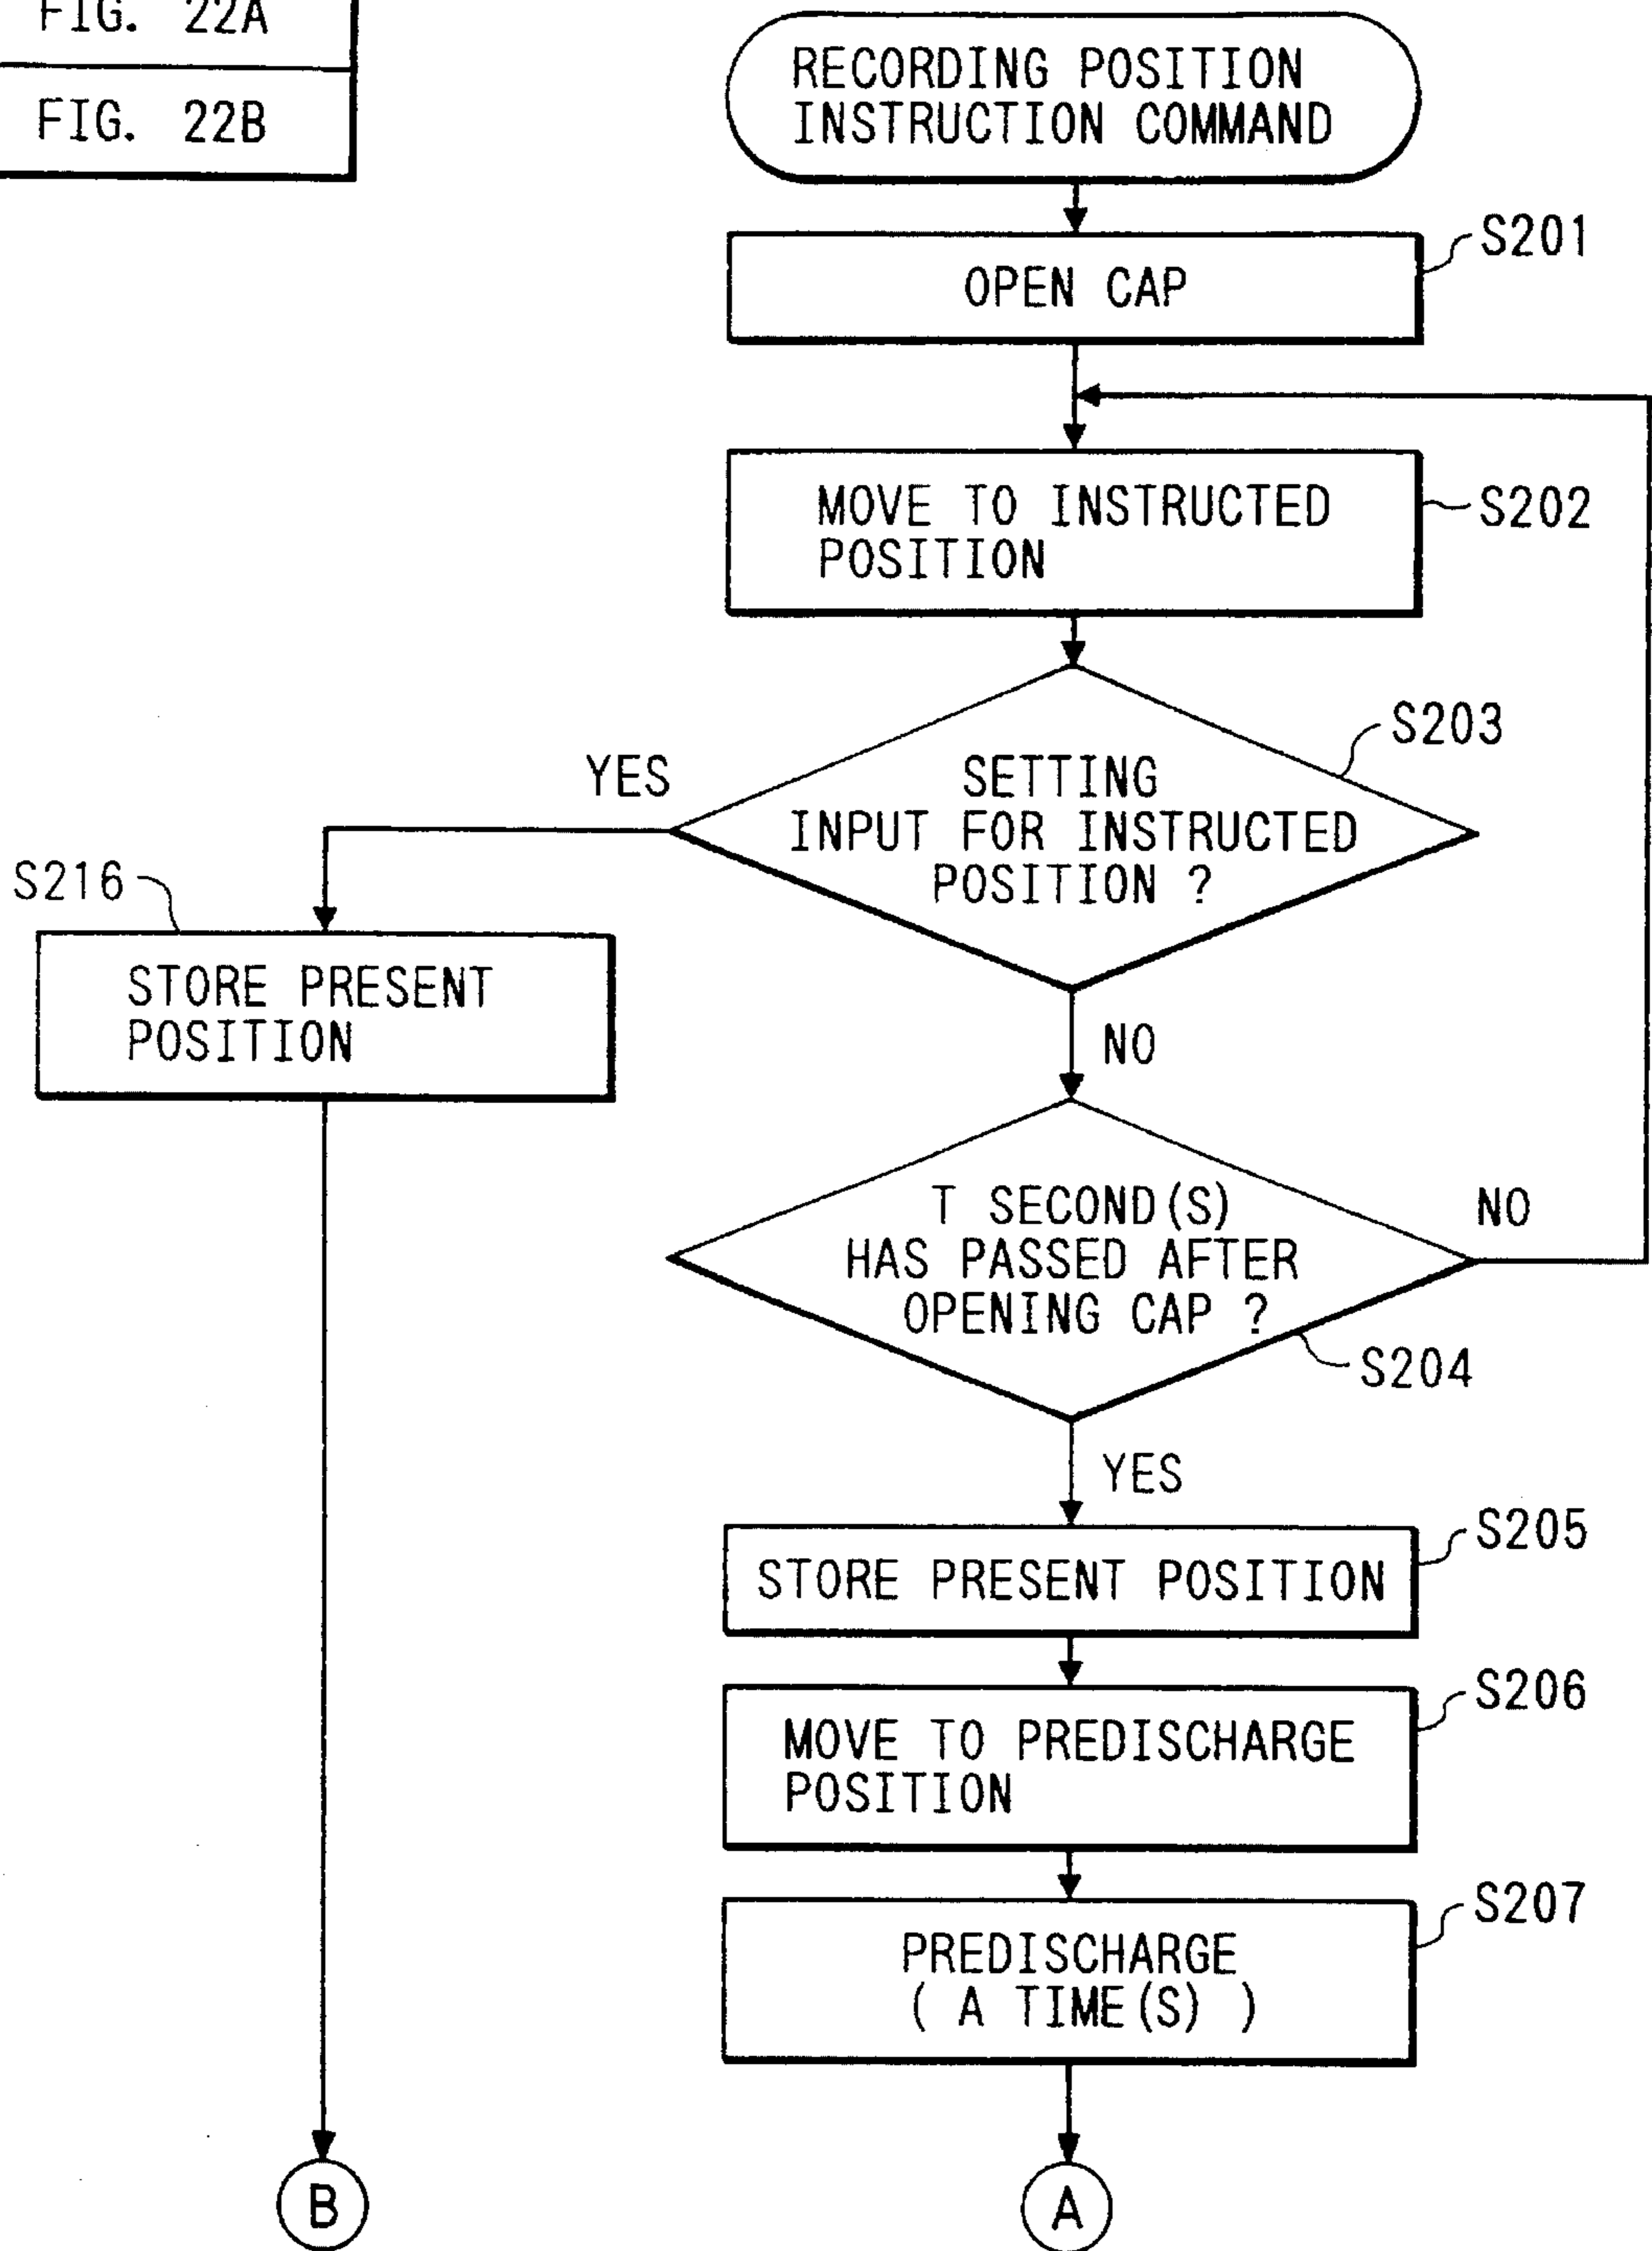 FIG. 22A
FIG. 22B
RECORDING POSITION
INSTRUCTION COMMAND
S201
OPEN CAP
MOVE TO INSTRUCTED
POSITION
S202
S203
YES
SETTING
INPUT FOR INSTRUCTED
POSITION ?
S216
STORE PRESENT
POSITION
NO
T SECOND(S)
HAS PASSED AFTER
OPENING CAP ?
NO
S204
YES
S205
STORE PRESENT POSITION
S206
MOVE TO PREDISCHARGE
POSITION
S207
PREDISCHARGE
( A TIME(S) )
B
A